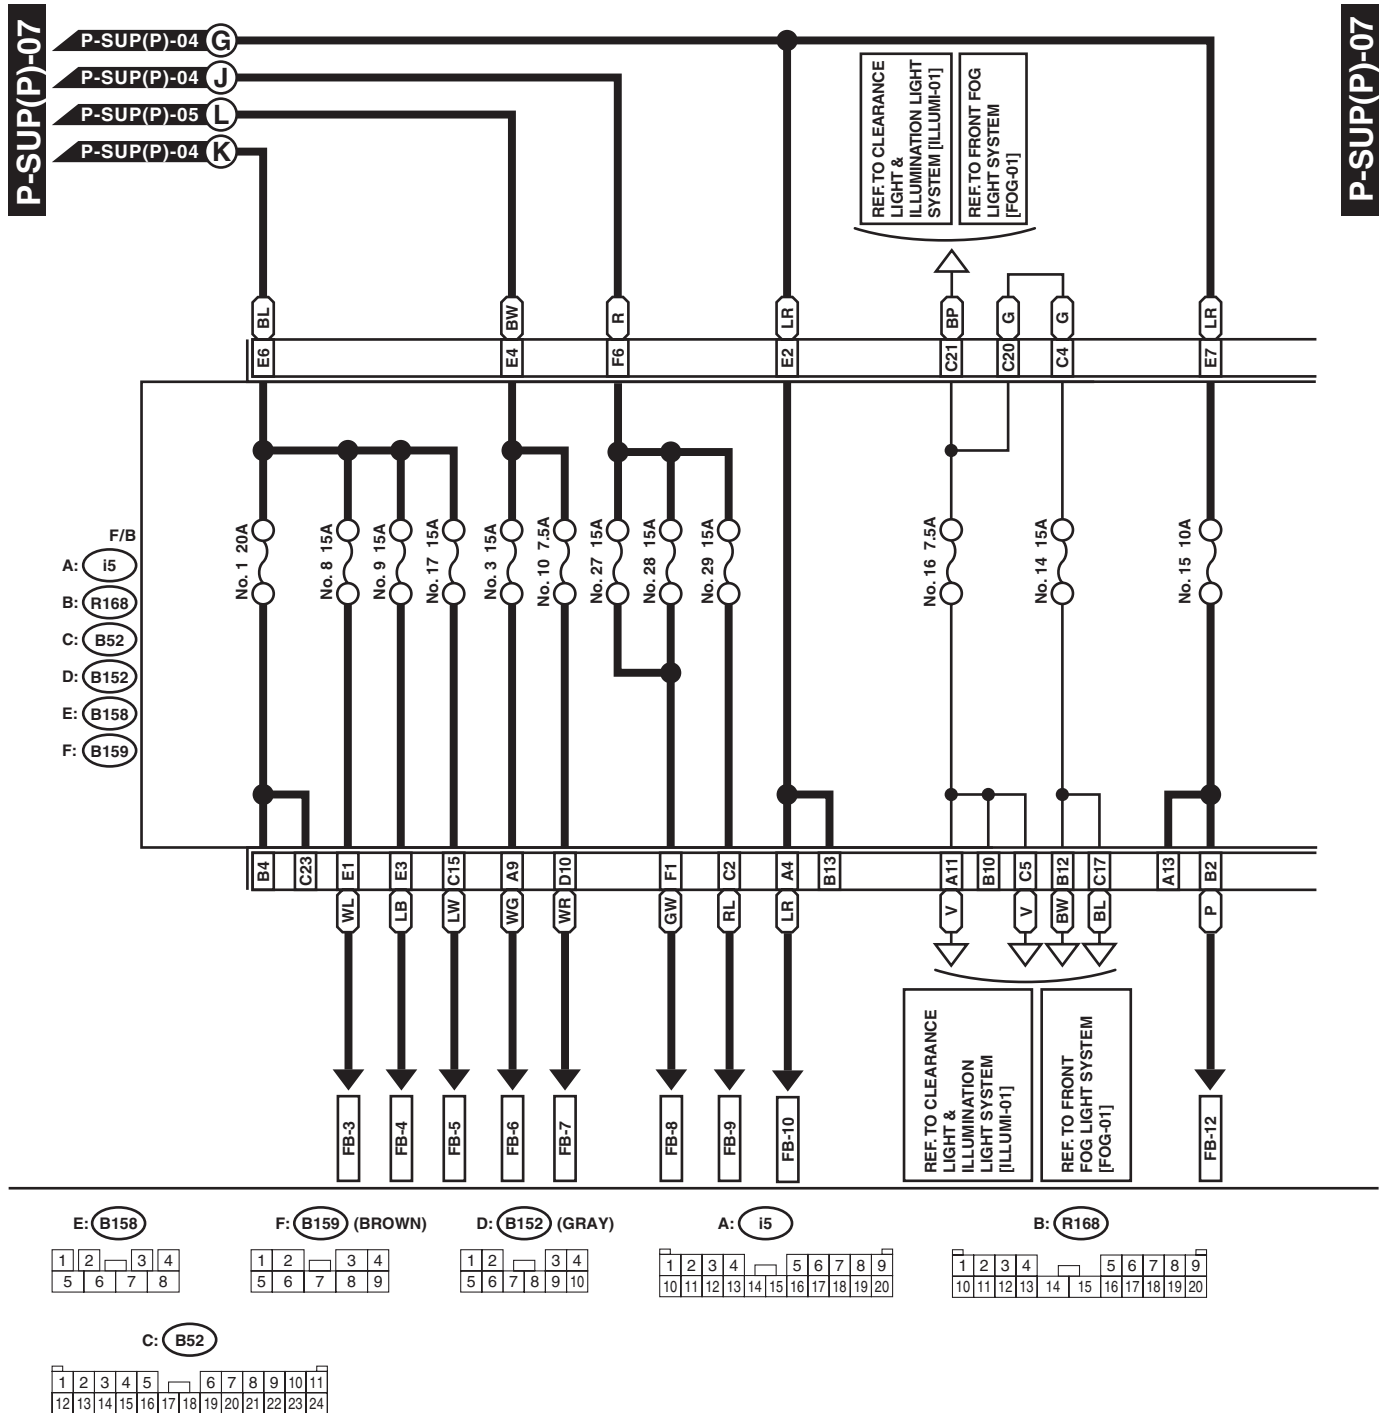 P-SUP(P)-07
P-SUP(P)-07
P-SUP(P)-04 G
P-SUP(P)-04 J
P-SUP(P)-05 L
P-SUP(P)-04 K
REF. TO CLEARANCE
LIGHT &
ILLUMINATION LIGHT
SYSTEM [ILLUMI-01]
REF. TO FRONT FOG
LIGHT SYSTEM
[FOG-01]
BL BW R LR BP G G LR
E6 E4 F6 E2 C21 C20 C4 E7
No. 1 20A
No. 8 15A
No. 9 15A
No. 17 15A
No. 3 15A
No. 10 7.5A
No. 27 15A
No. 28 15A
No. 29 15A
No. 16 7.5A
No. 14 15A
No. 15 10A
F/B
A: i5
B: R168
C: B52
D: B152
E: B158
F: B159
B4 C23 E1 E3 C15 A9 D10 F1 C2 A4 B13 A11 B10 C5 B12 C17 A13 B2
WL LB LW WG WR GW RL LR V V BW BL P
FB-3 FB-4 FB-5 FB-6 FB-7 FB-8 FB-9 FB-10 FB-12
REF. TO CLEARANCE
LIGHT &
ILLUMINATION
LIGHT SYSTEM
[ILLUMI-01]
REF. TO FRONT
FOG LIGHT SYSTEM
[FOG-01]
E: B158
1 2 3 4
5 6 7 8
F: B159 (BROWN)
1 2 3 4
5 6 7 8 9
D: B152 (GRAY)
1 2 3 4
5 6 7 8 9 10
A: i5
1 2 3 4 5 6 7 8 9
10 11 12 13 14 15 16 17 18 19 20
B: R168
1 2 3 4 5 6 7 8 9
10 11 12 13 14 15 16 17 18 19 20
C: B52
1 2 3 4 5 6 7 8 9 10 11
12 13 14 15 16 17 18 19 20 21 22 23 24